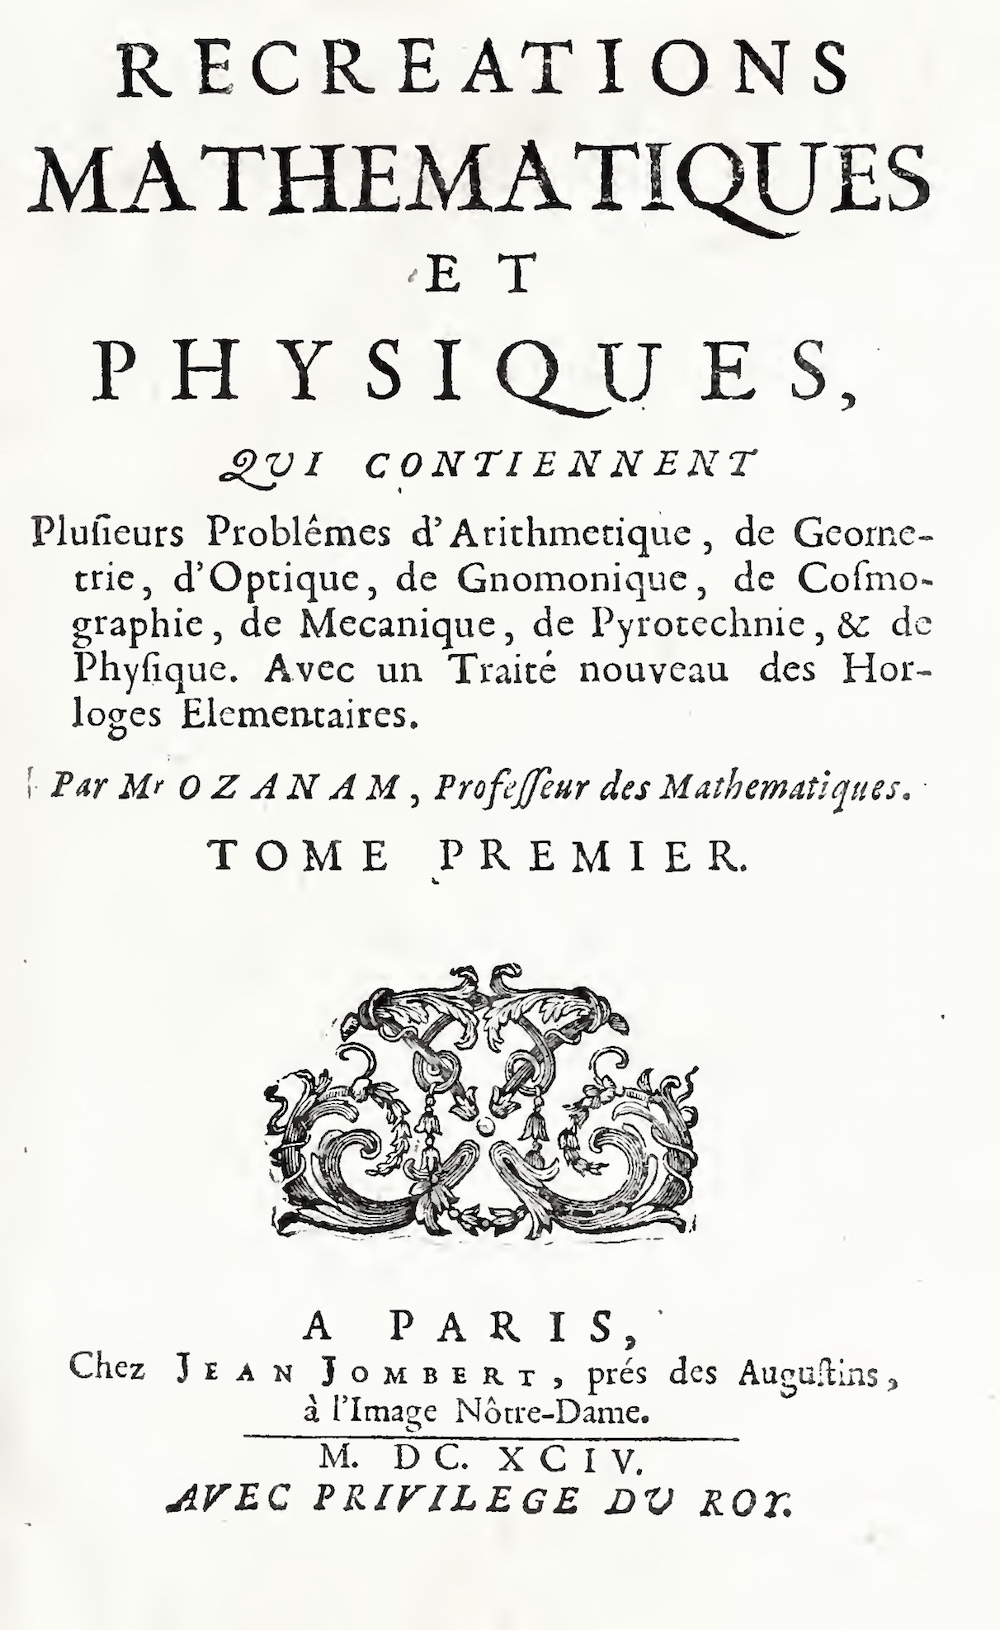 RECREATIONS
MATHEMATIQUES
ET
PHYSIQUES,
QUI CONTIENNENT
Pluſieurs Problêmes d'Arithmetique, de Geome-
trie, d'Optique, de Gnomonique, de Coſmo-
graphie, de Mecanique, de Pyrotechnie, & de
Phyſique. Avec un Traité nouveau des Hor-
loges Elementaires.
Par Mr OZANAM, Profeſſeur des Mathematiques.
TOME PREMIER.
A PARIS,
Chez JEAN JOMBERT, prés des Auguſtins,
à l'Image Nôtre-Dame.
M. DC. XCIV.
AVEC PRIVILEGE DU ROY.